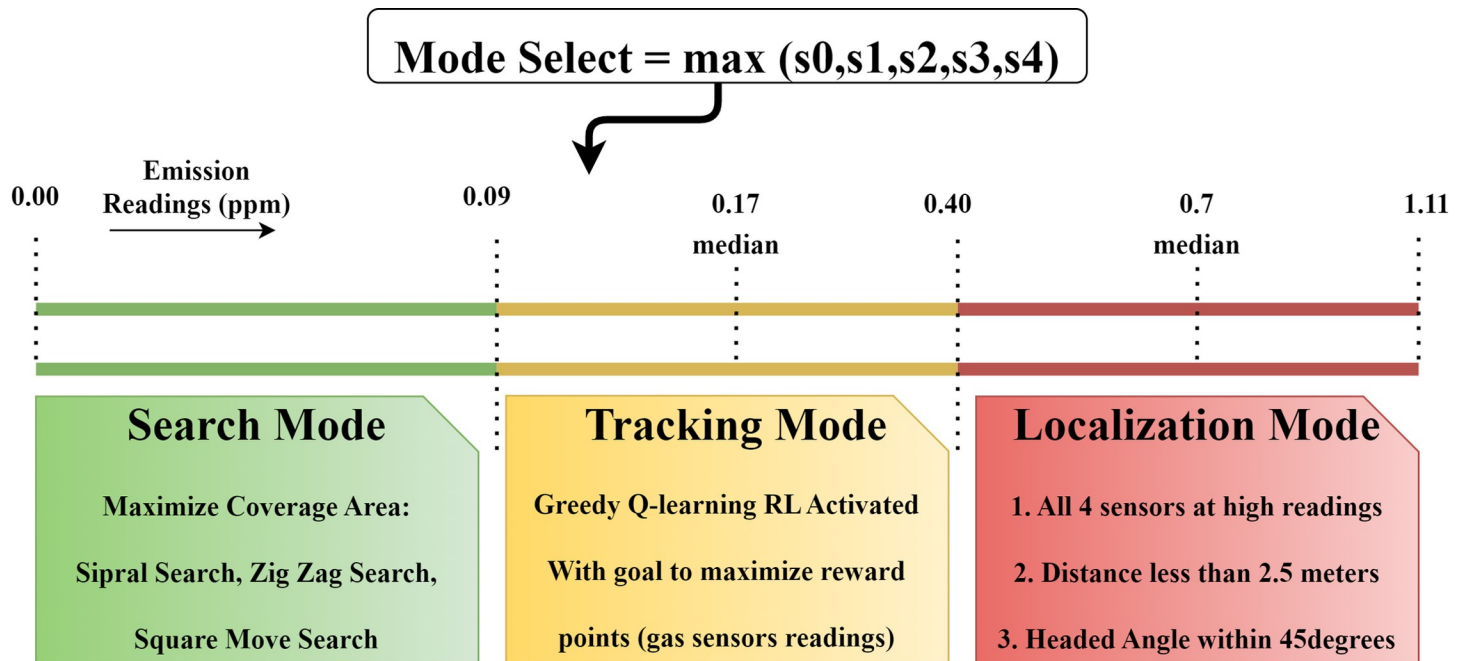 Mode Select = max (s0,s1,s2,s3,s4)
Emission
Readings (ppm)
0.00
0.09
0.17
0.40
0.7
1.11
median
median
Search Mode
Maximize Coverage Area:
Sipral Search, Zig Zag Search,
Square Move Search
Tracking Mode
Greedy Q-learning RL Activated
With goal to maximize reward
points (gas sensors readings)
Localization Mode
1. All 4 sensors at high readings
2. Distance less than 2.5 meters
3. Headed Angle within 45degrees